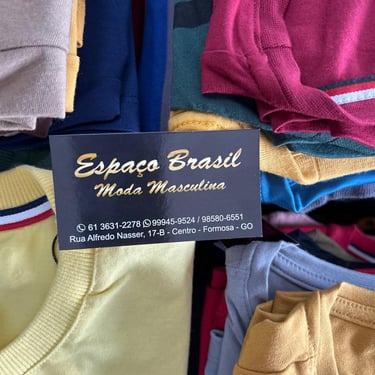 Espaço Brasil
Moda Masculina
61 3631-2278 99945-9524 / 98580-6551
Rua Alfredo Nasser, 17-B - Centro - Formosa - GO